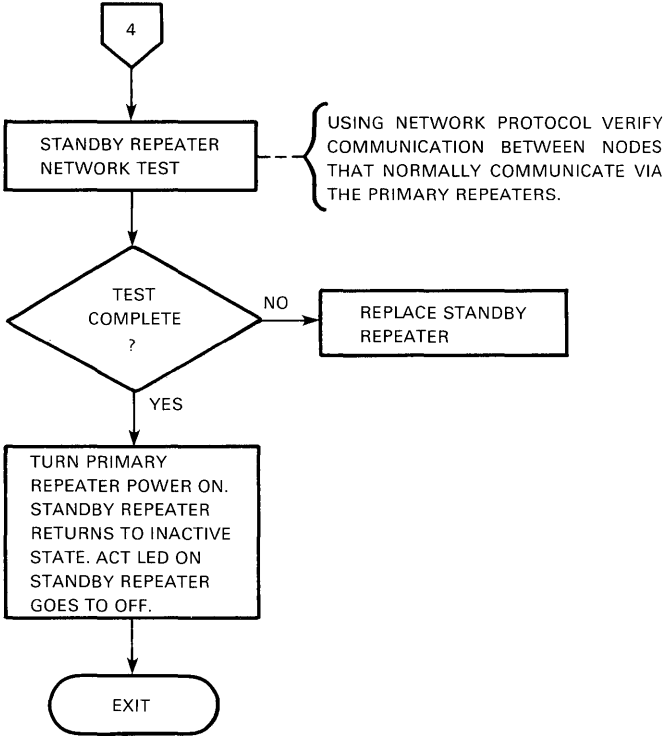 4
STANDBY REPEATER
NETWORK TEST
USING NETWORK PROTOCOL VERIFY
COMMUNICATION BETWEEN NODES
THAT NORMALLY COMMUNICATE VIA
THE PRIMARY REPEATERS.
TEST
COMPLETE
?
NO
REPLACE STANDBY
REPEATER
YES
TURN PRIMARY
REPEATER POWER ON.
STANDBY REPEATER
RETURNS TO INACTIVE
STATE. ACT LED ON
STANDBY REPEATER
GOES TO OFF.
EXIT